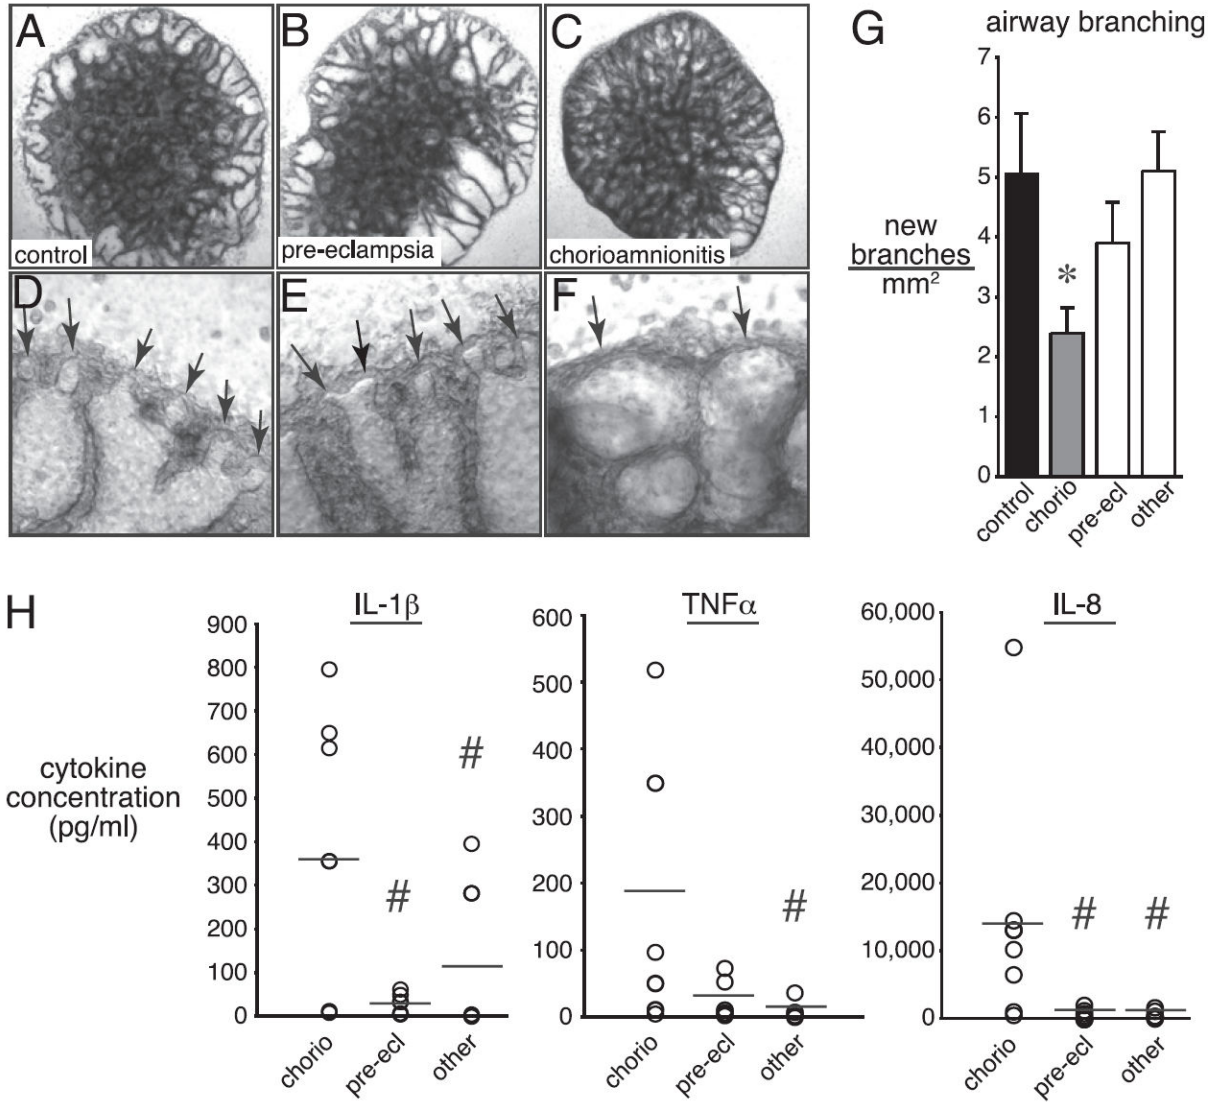 A
control
B
pre-eclampsia
C
chorioamnionitis
D
E
F
G
airway branching
new
branches
mm²
7
6
5
4
3
2
1
0
*
control
chorio
pre-ecl
other
H
cytokine
concentration
(pg/ml)
IL-1β
900
800
700
600
500
400
300
200
100
0
#
#
chorio
pre-ecl
other
TNFα
600
500
400
300
200
100
0
#
chorio
pre-ecl
other
IL-8
60,000
50,000
40,000
30,000
20,000
10,000
0
#
#
chorio
pre-ecl
other